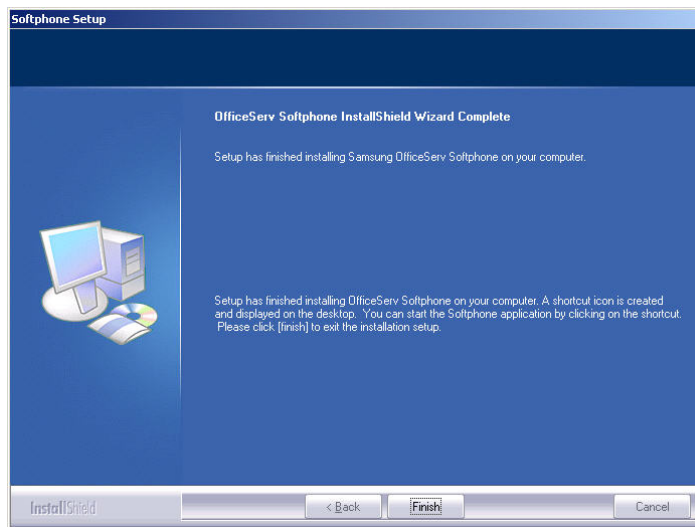 Softphone Setup
OfficeServ Softphone InstallShield Wizard Complete
Setup has finished installing Samsung OfficeServ Softphone on your computer.
Setup has finished installing OfficeServ Softphone on your computer. A shortcut icon is created
and displayed on the desktop. You can start the Softphone application by clicking on the shortcut.
Please click [finish] to exit the installation setup.
InstallShield
< Back
Finish
Cancel